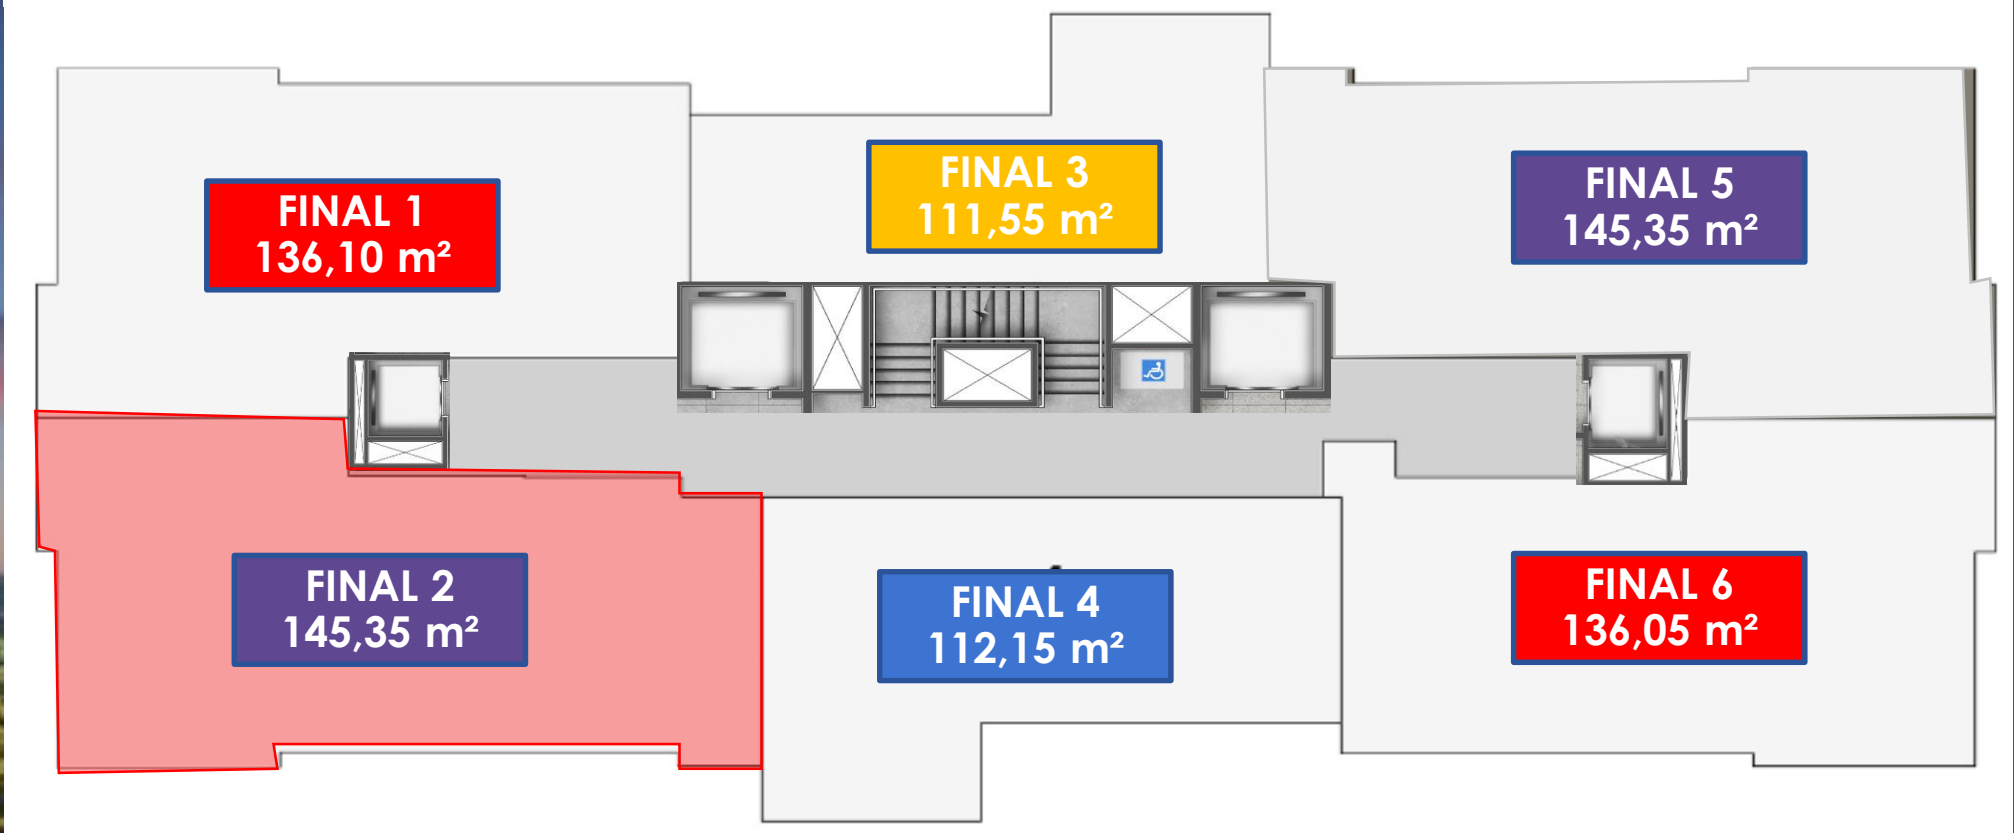 FINAL 1
136,10 m²
FINAL 3
111,55 m²
FINAL 5
145,35 m²
FINAL 2
145,35 m²
FINAL 4
112,15 m²
FINAL 6
136,05 m²